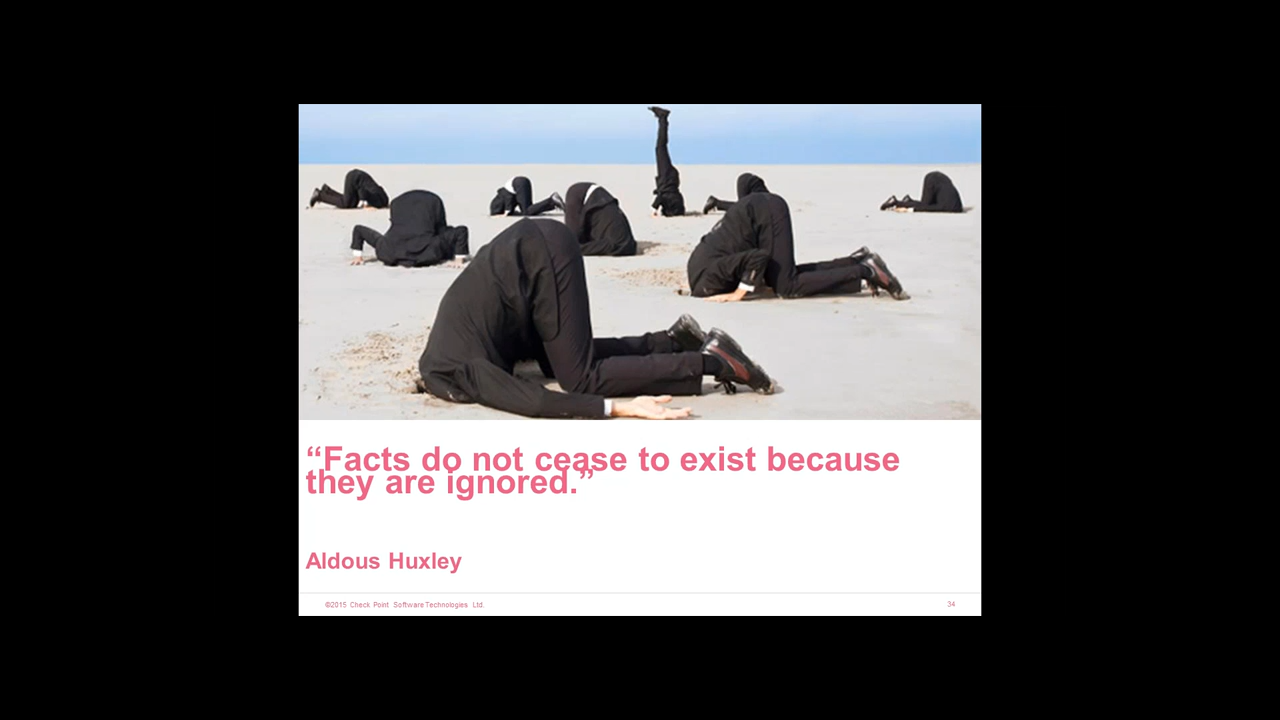 “Facts do not cease to exist because
they are ignored.”
Aldous Huxley
©2015 Check Point Software Technologies Ltd.
34